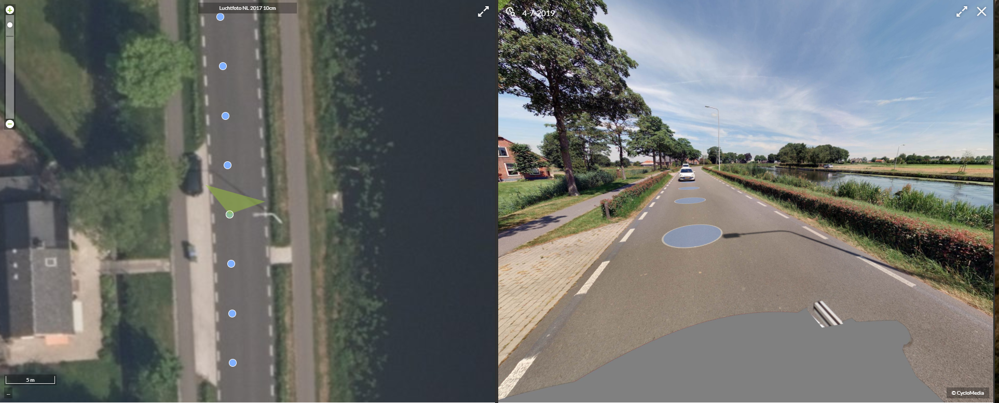 Luchtfoto NL 2017 10cm
4-7-2019
5 m
...
© CycloMedia